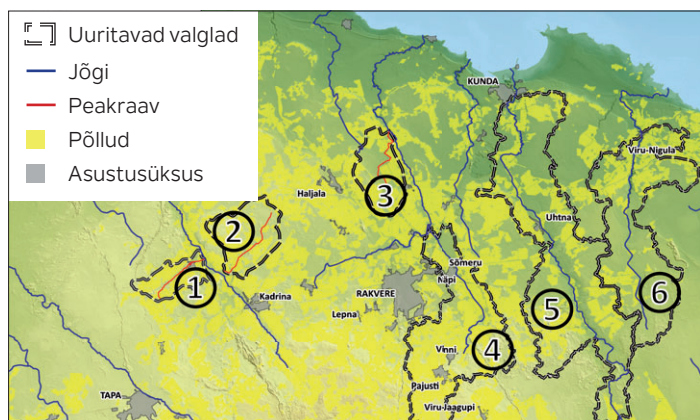 Uuritavad valglad
Jõgi
Peakraav
Põllud
Asustusüksus
KUNDA
Viru-Nigula
Haljala
3
2
Uhtna
1
Sõmeru
Näpi
Kadrina
RAKVERE
6
5
Lepna
Vinni
4
Pajusti
TAPA
Viru-Jaagupi